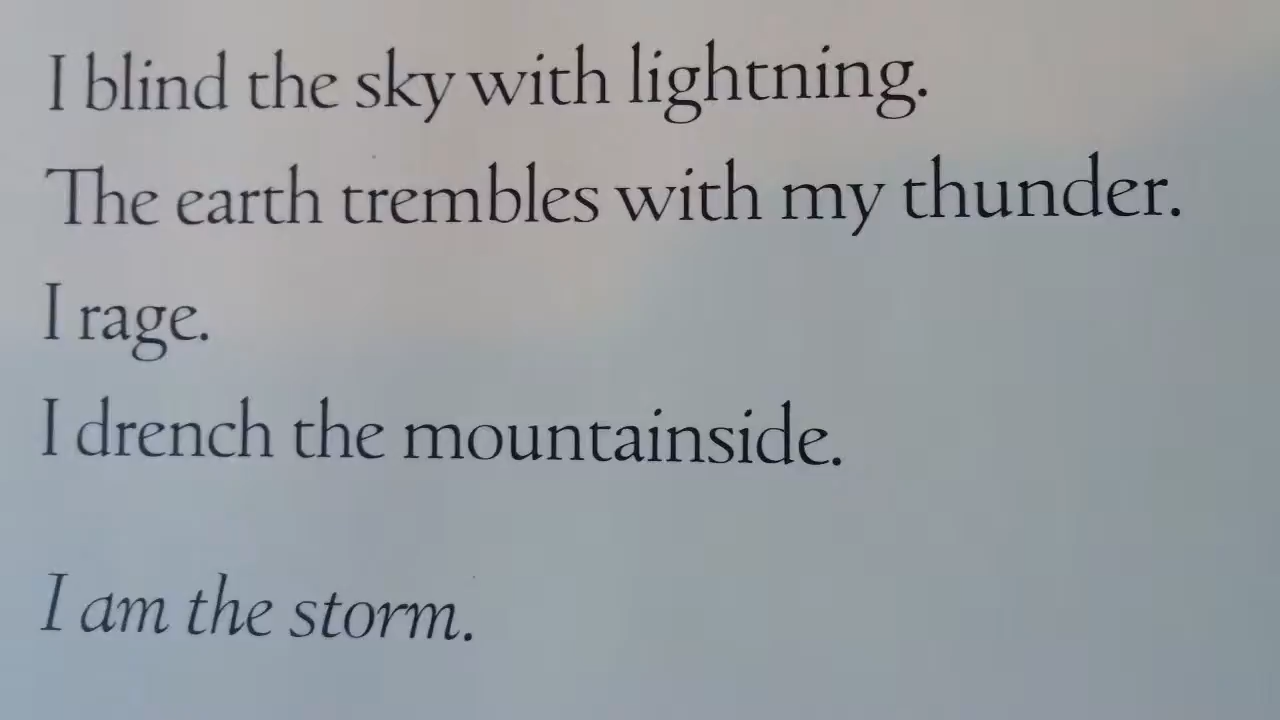 I blind the sky with lightning.
The earth trembles with my thunder.
I rage.
I drench the mountainside.
I am the storm.